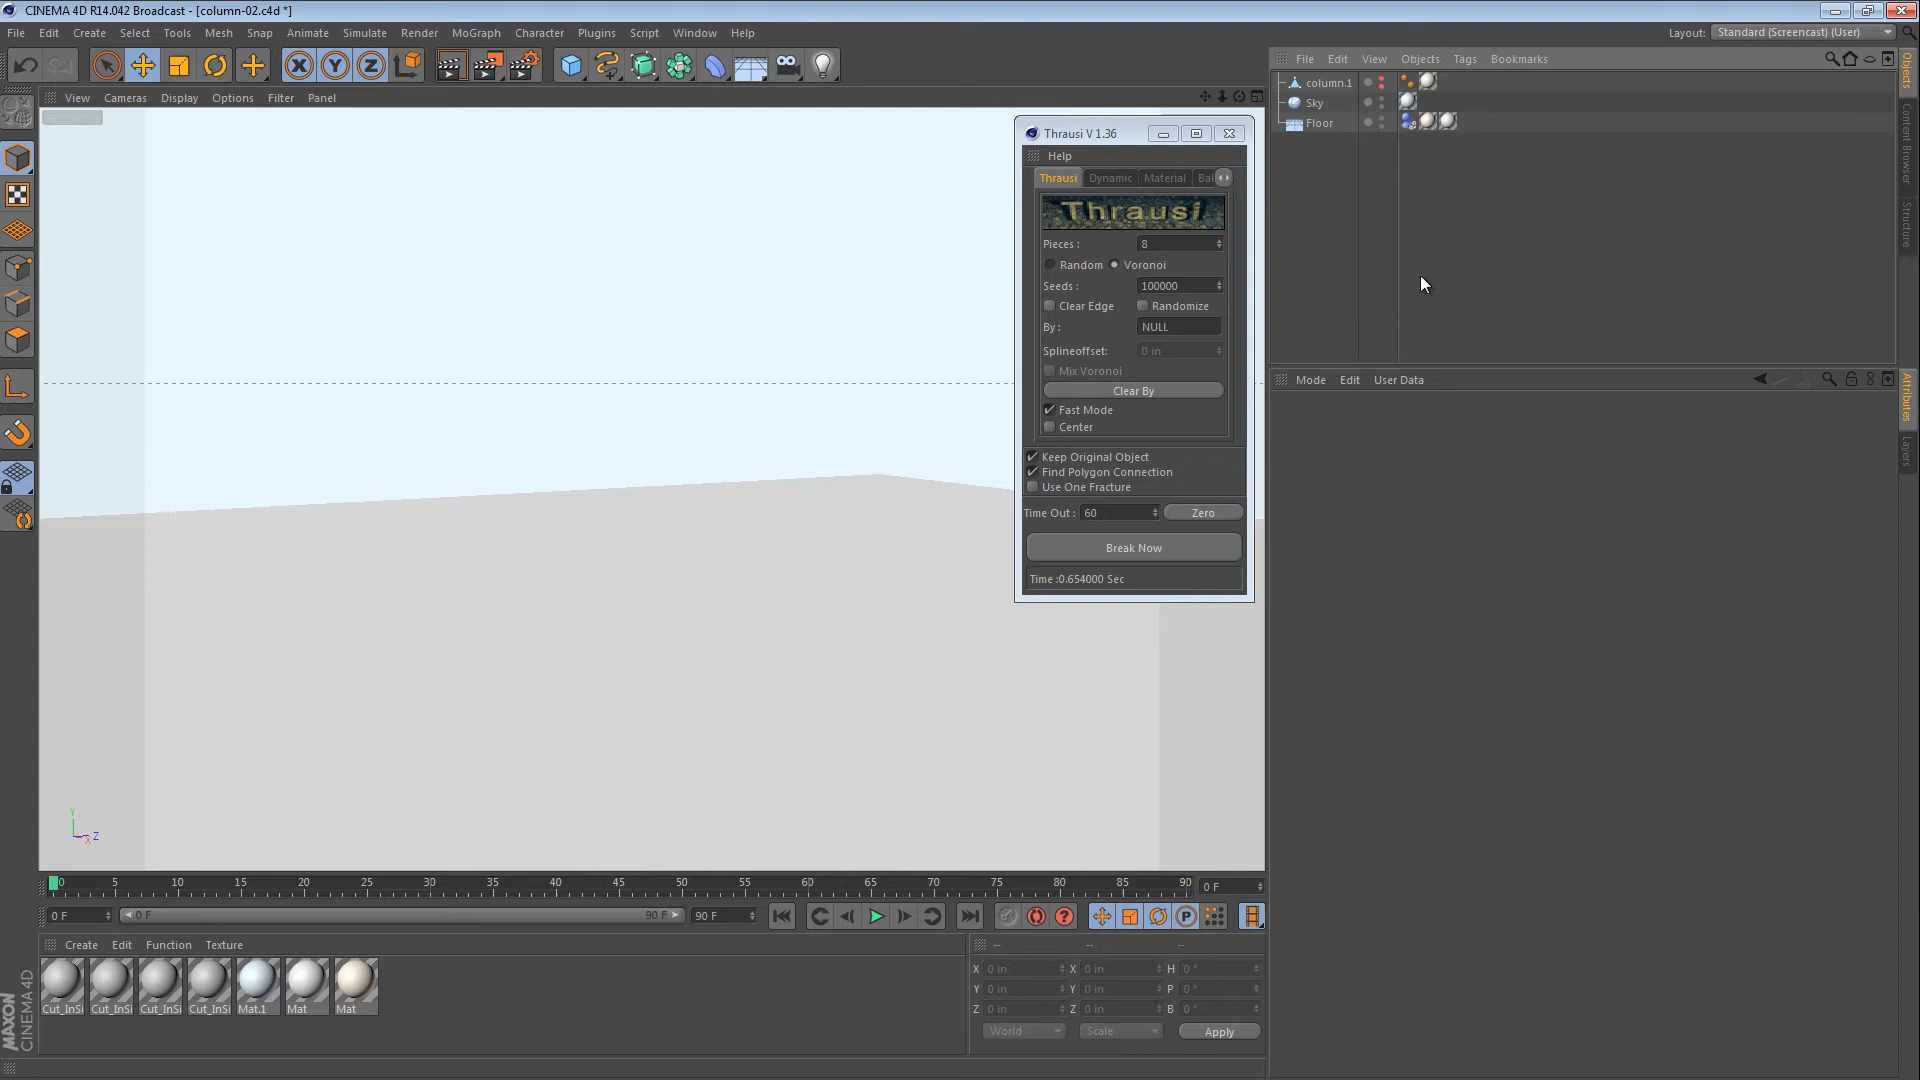 CINEMA 4D R14.042 Broadcast - [column-02.c4d *]
File Edit Create Select Tools Mesh Snap Animate Simulate Render MoGraph Character Plugins Script Window Help
Layout: Standard (Screencast) (User)
View Cameras Display Options Filter Panel
File Edit View Objects Tags Bookmarks
column.1
Sky
Floor
Objects
Content Browser
Structure
Thrausi V 1.36
Help
Thrausi Dynamic Material Bal
Thrausi
Pieces : 8
Random Voronoi
Seeds : 100000
Clear Edge Randomize
By : NULL
Splineoffset: 0 in
Mix Voronoi
Clear By
Fast Mode
Center
Keep Original Object
Find Polygon Connection
Use One Fracture
Time Out : 60 Zero
Break Now
Time :0.654000 Sec
Mode Edit User Data
Attributes
Layers
Y
Z
X
0 5 10 15 20 25 30 35 40 45 50 55 60 65 70 75 80 85 90 0 F
0 F 0 F 90 F 90 F
Create Edit Function Texture
Cut_InSi Cut_InSi Cut_InSi Cut_InSi Mat.1 Mat Mat
-- -- --
X 0 in X 0 in H 0 °
Y 0 in Y 0 in P 0 °
Z 0 in Z 0 in B 0 °
World Scale Apply
MAXON
CINEMA 4D